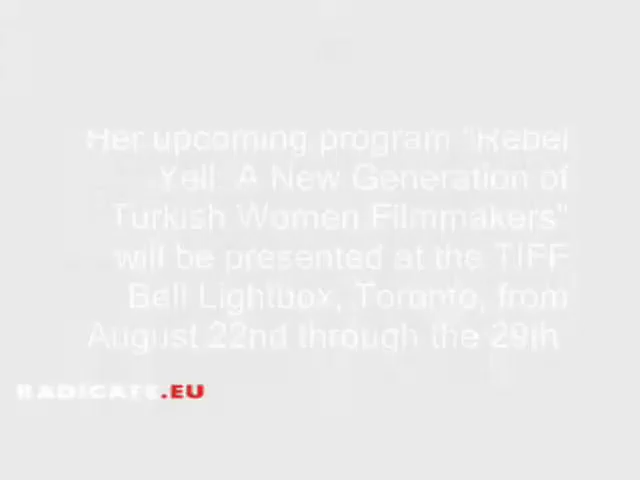 Her upcoming program "Rebel
Yell: A New Generation of
Turkish Women Filmmakers"
will be presented at the TIFF
Bell Lightbox, Toronto, from
August 22nd through the 29th
RADICATE.EU